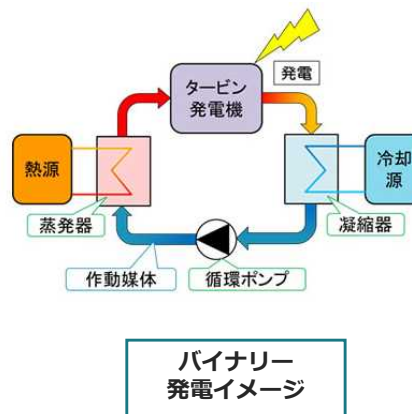 タービン
発電機
発電
熱源
冷却
源
蒸発器
凝縮器
作動媒体
循環ポンプ
バイナリー
発電イメージ